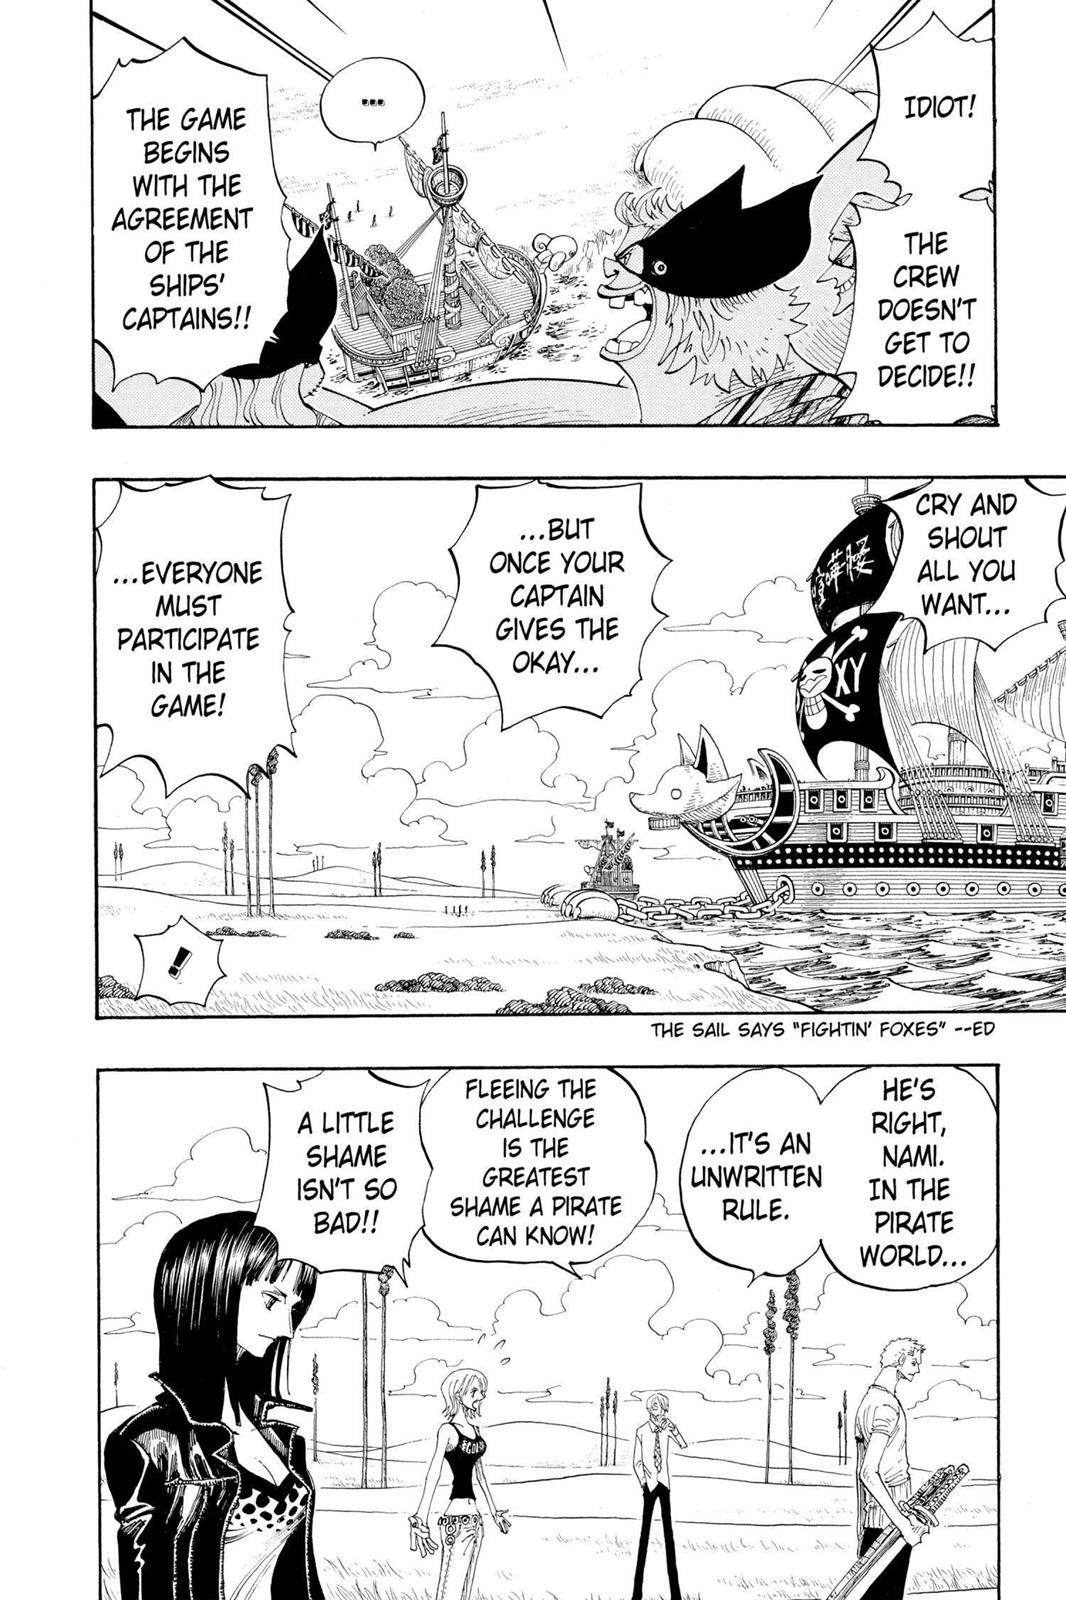 IDIOT!
THE
CREW
DOESN'T
GET TO
DECIDE!!
...
THE GAME
BEGINS
WITH THE
AGREEMENT
OF THE
SHIPS'
CAPTAINS!!
CRY AND
SHOUT
ALL YOU
WANT...
...BUT
ONCE YOUR
CAPTAIN
GIVES THE
OKAY...
...EVERYONE
MUST
PARTICIPATE
IN THE
GAME!
XY
!
THE SAIL SAYS "FIGHTIN' FOXES" --ED
HE'S
RIGHT,
NAMI.
IN THE
PIRATE
WORLD...
...IT'S AN
UNWRITTEN
RULE.
FLEEING THE
CHALLENGE
IS THE
GREATEST
SHAME A PIRATE
CAN KNOW!
A LITTLE
SHAME
ISN'T SO
BAD!!